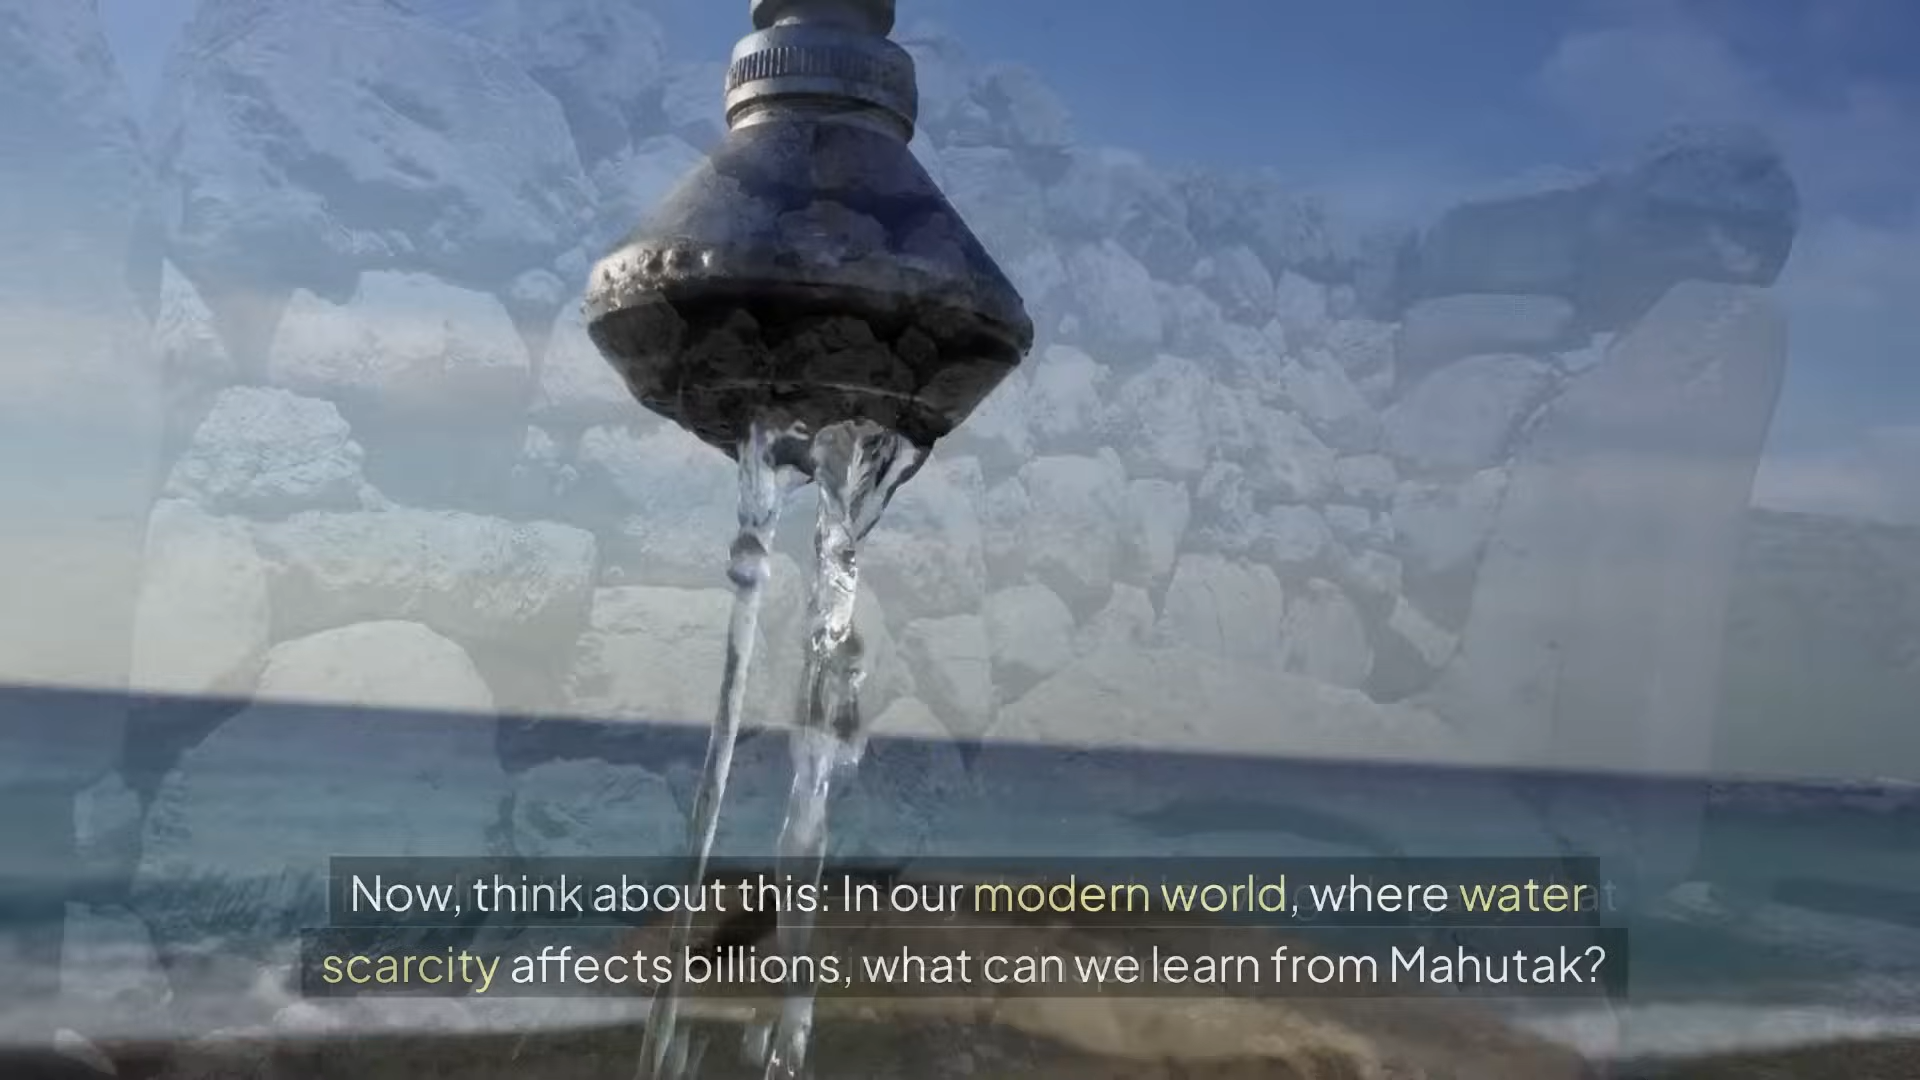 Now, think about this: In our modern world, where water
scarcity affects billions, what can we learn from Mahutak?